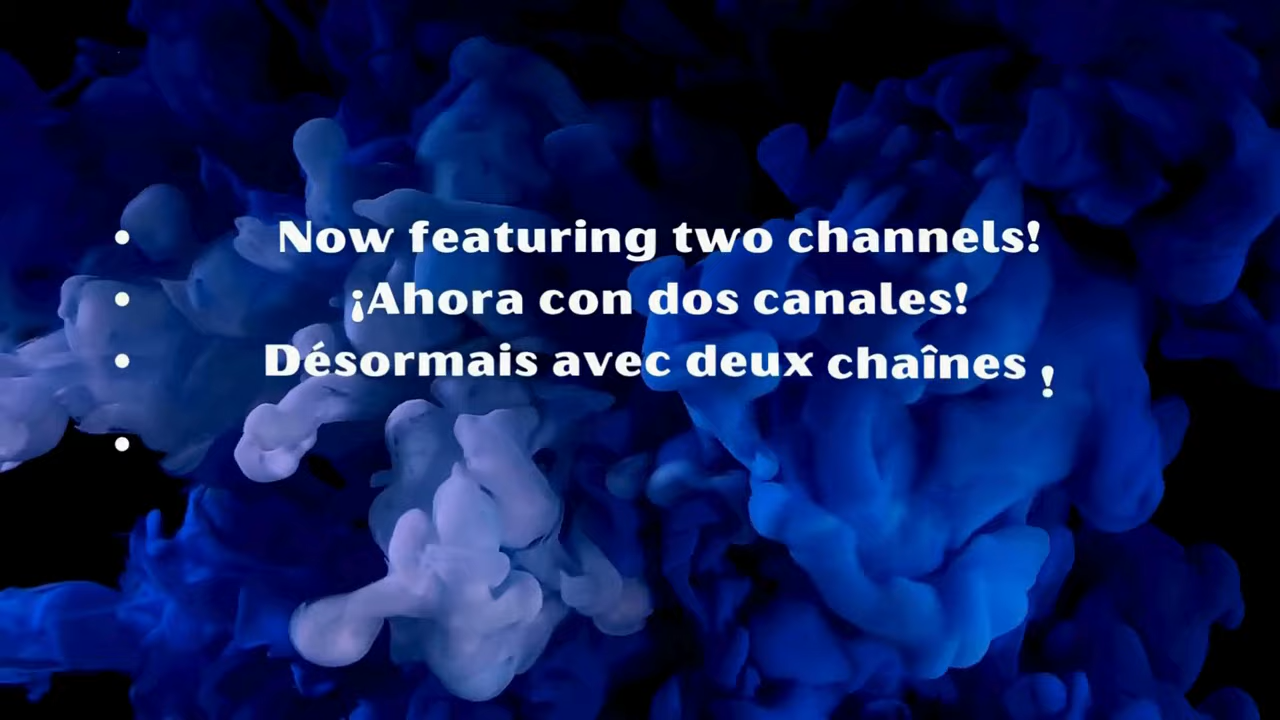 • Now featuring two channels!
• ¡Ahora con dos canales!
• Désormais avec deux chaînes !
•